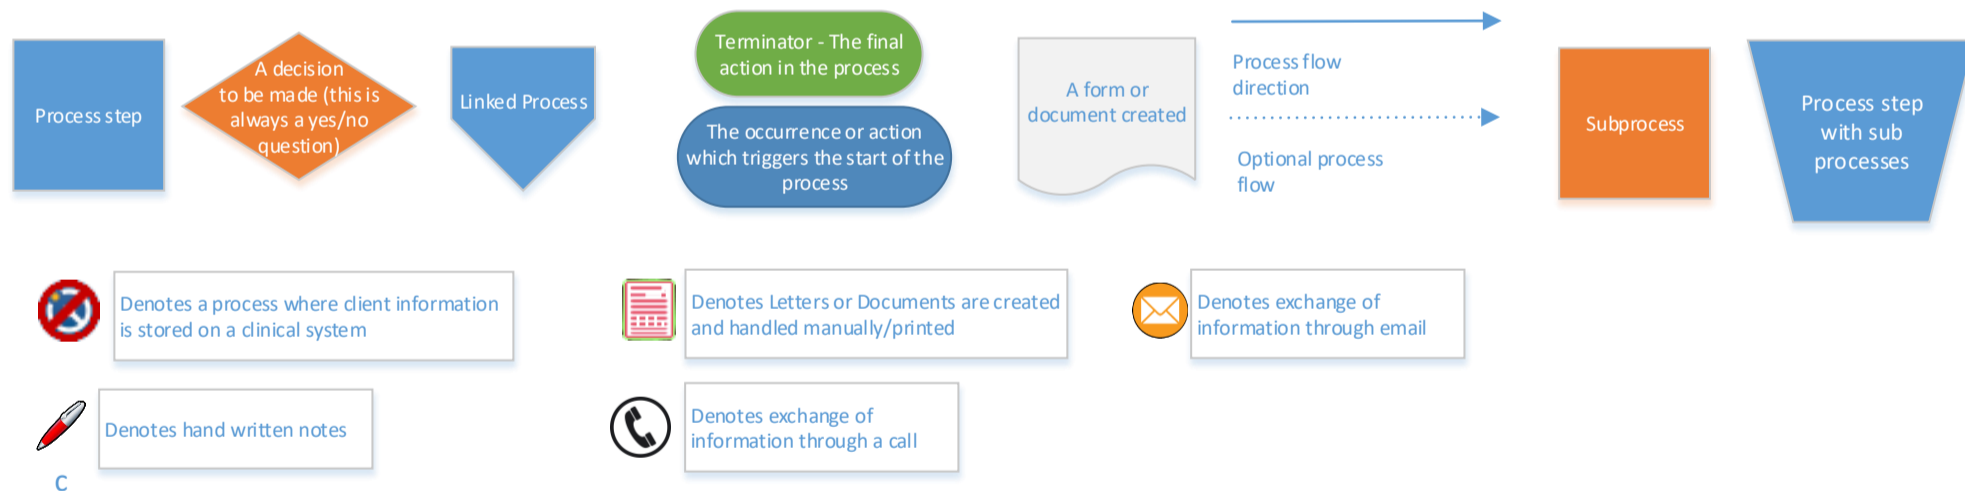 Process step
A decision
to be made (this is
always a yes/no
question)
Linked Process
Terminator - The final
action in the process
The occurrence or action
which triggers the start of the
process
A form or
document created
Process flow
direction
Optional process
flow
Subprocess
Process step
with sub
processes
Denotes a process where client information
is stored on a clinical system
Denotes Letters or Documents are created
and handled manually/printed
Denotes exchange of
information through email
Denotes hand written notes
Denotes exchange of
information through a call
c